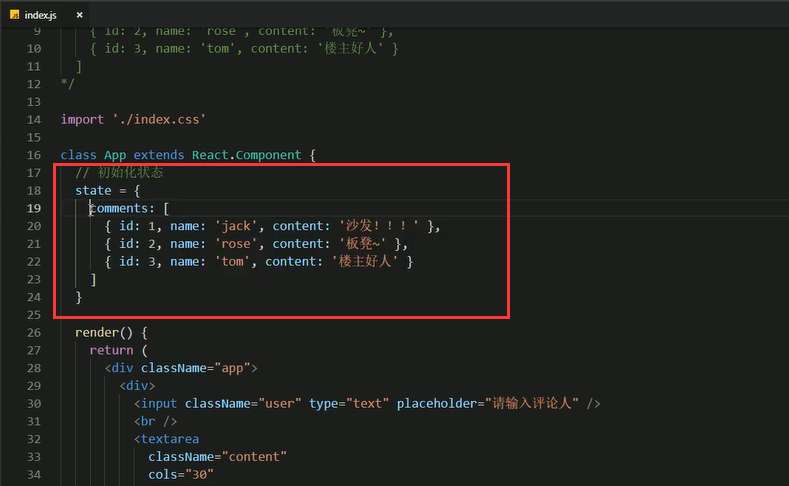 index.js ×
9 { id: 2, name: 'rose', content: '板凳~' },
10 { id: 3, name: 'tom', content: '楼主好人' }
11 ]
12 */
13
14 import './index.css'
15
16 class App extends React.Component {
17 // 初始化状态
18 state = {
19 comments: [
20 { id: 1, name: 'jack', content: '沙发！！！' },
21 { id: 2, name: 'rose', content: '板凳~' },
22 { id: 3, name: 'tom', content: '楼主好人' }
23 ]
24 }
25
26 render() {
27 return (
28 <div className="app">
29 <div>
30 <input className="user" type="text" placeholder="请输入评论人" />
31 <br />
32 <textarea
33 className="content"
34 cols="30"